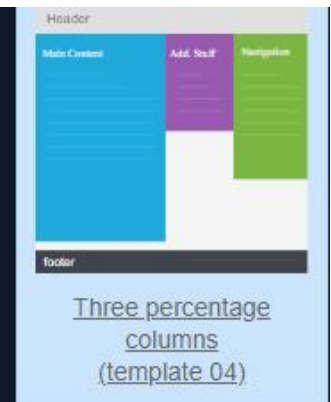 Header
Main Content Add. Stuff Navigation
footer
Three percentage
columns
(template 04)